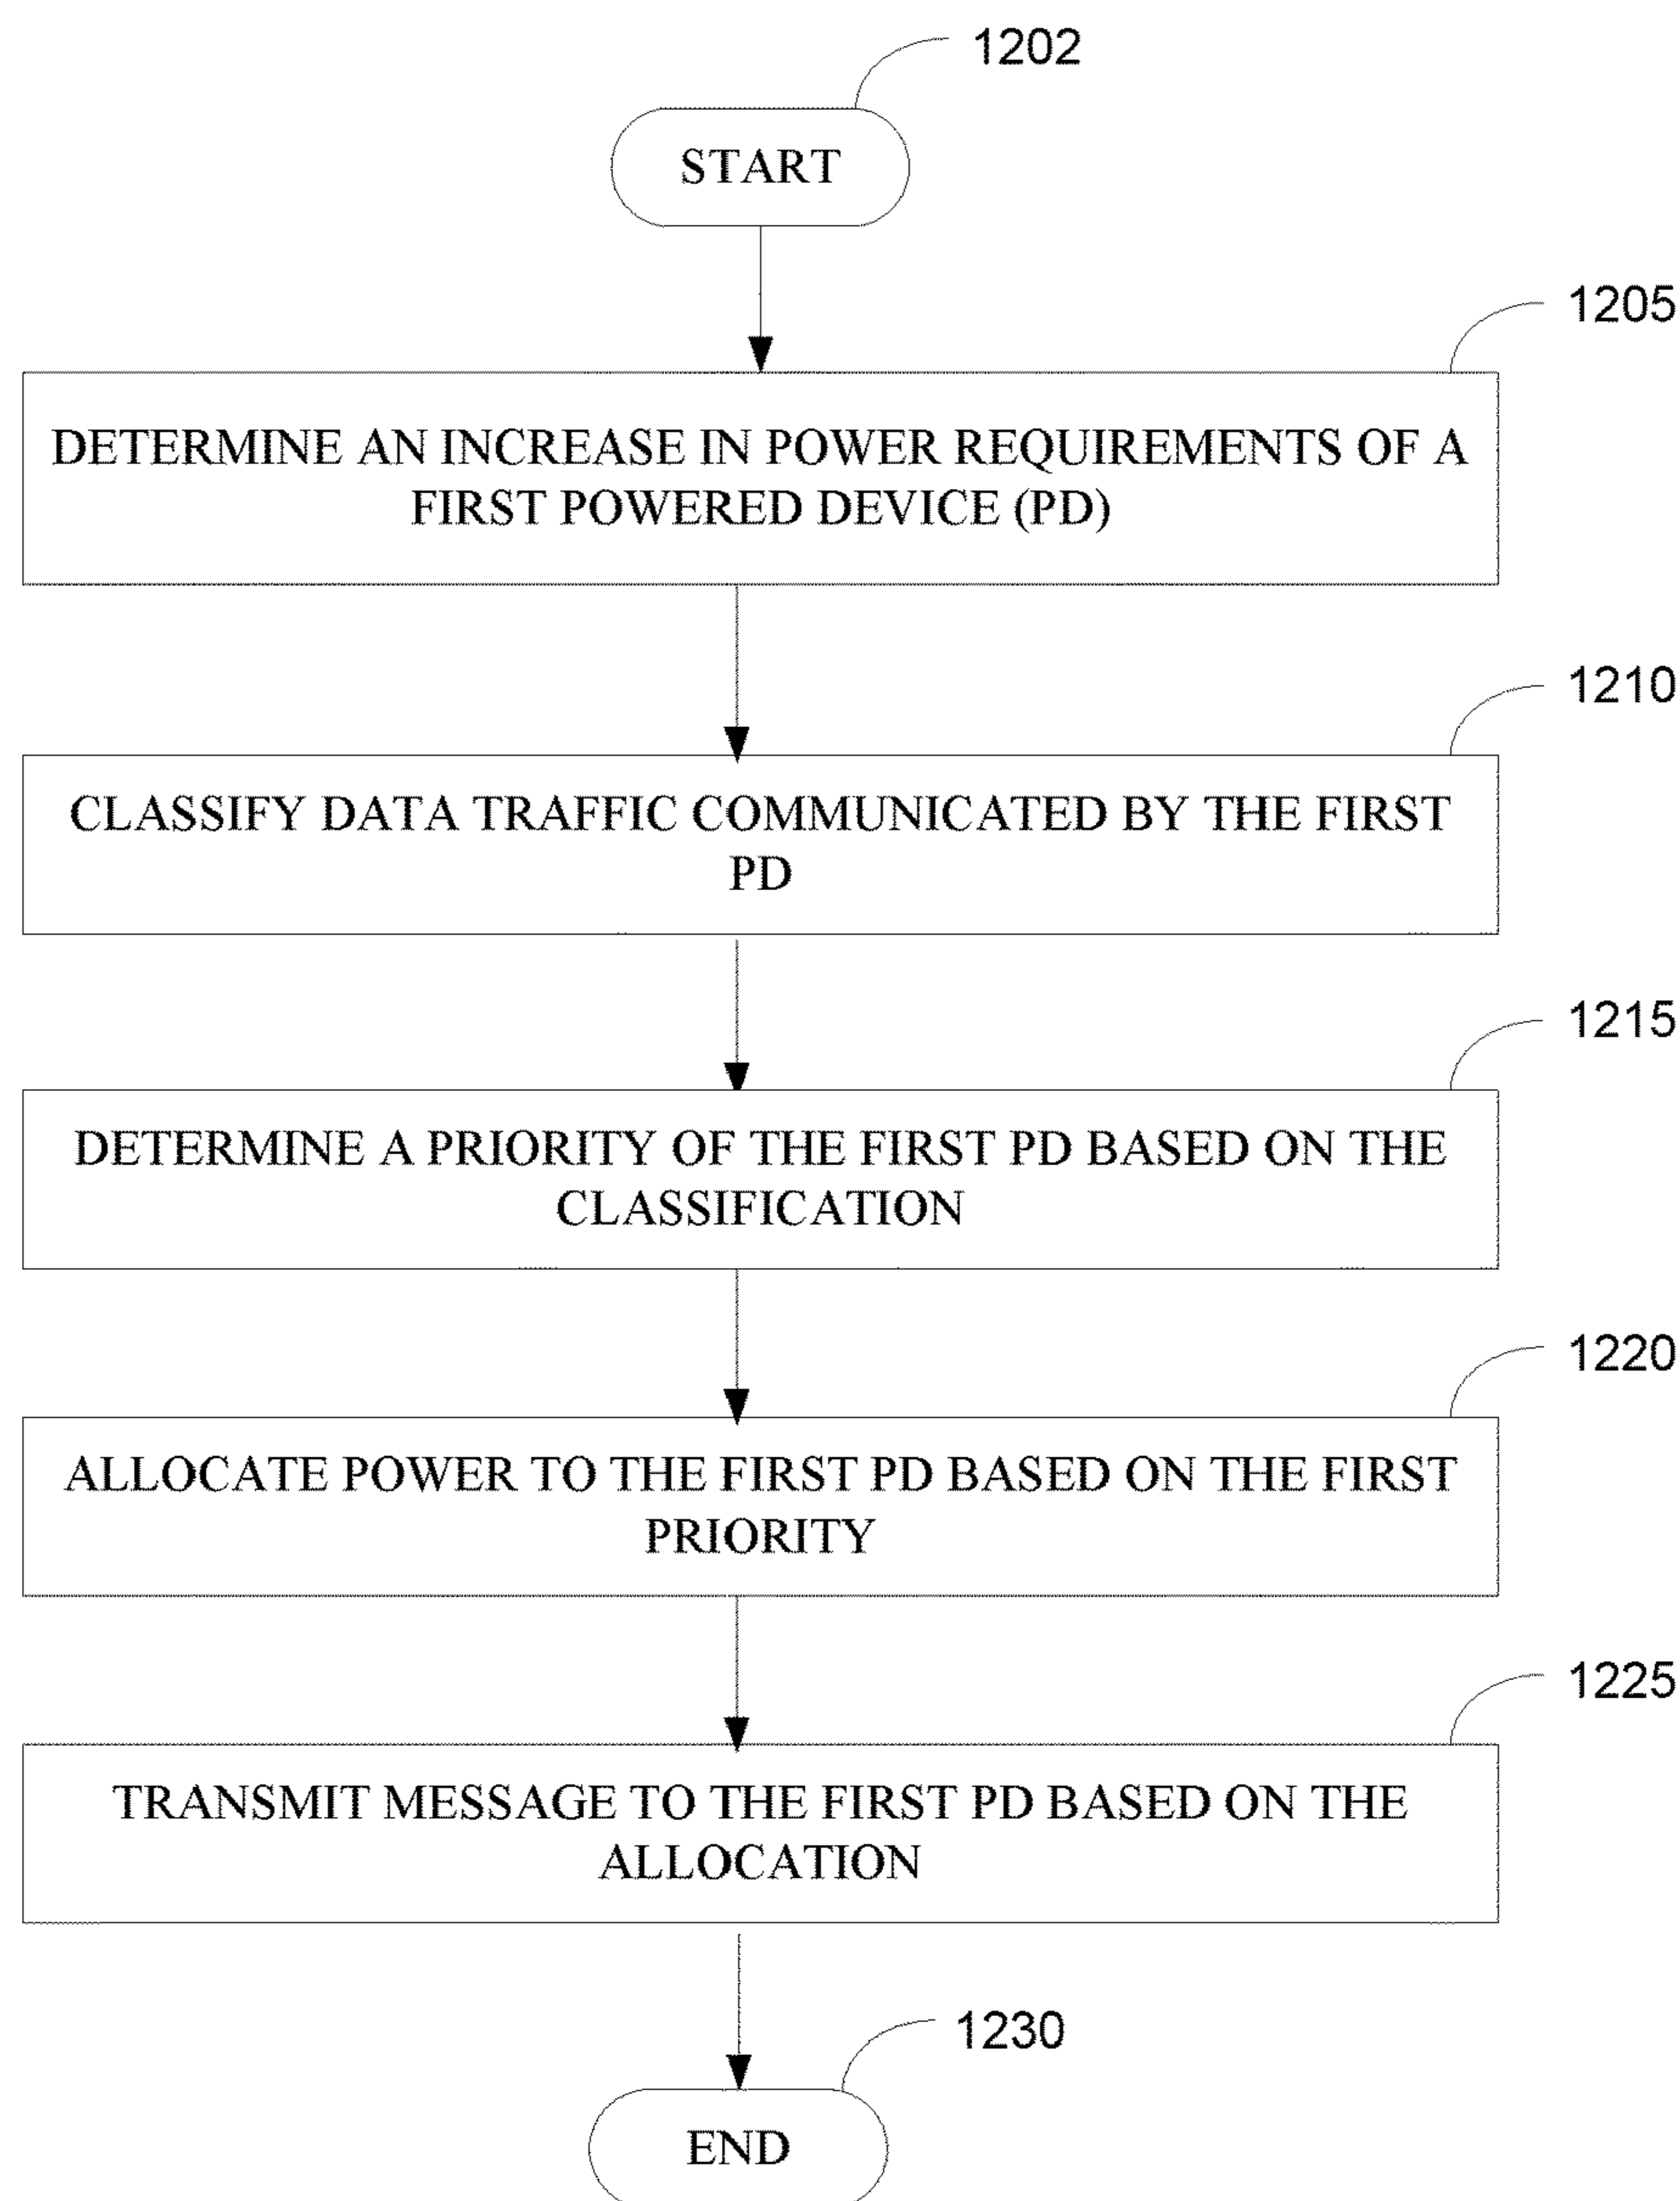 1202
START
1205
DETERMINE AN INCREASE IN POWER REQUIREMENTS OF A
FIRST POWERED DEVICE (PD)
1210
CLASSIFY DATA TRAFFIC COMMUNICATED BY THE FIRST
PD
1215
DETERMINE A PRIORITY OF THE FIRST PD BASED ON THE
CLASSIFICATION
1220
ALLOCATE POWER TO THE FIRST PD BASED ON THE FIRST
PRIORITY
1225
TRANSMIT MESSAGE TO THE FIRST PD BASED ON THE
ALLOCATION
1230
END